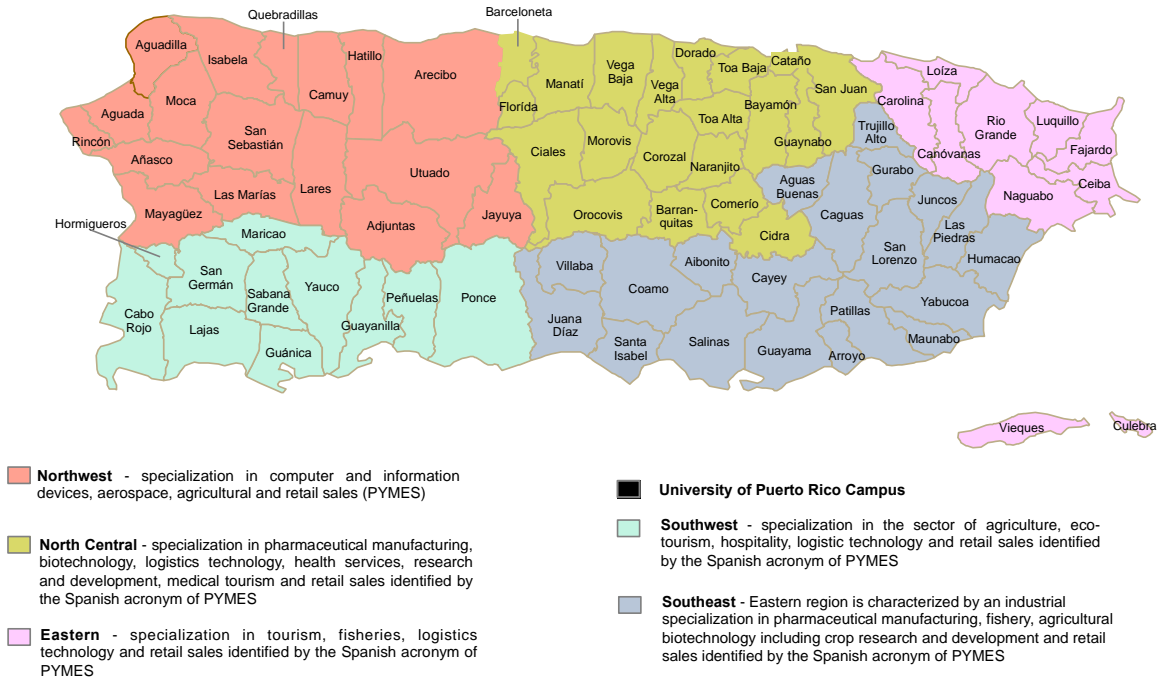 Quebradillas
Barceloneta
Aguadilla
Isabela
Hatillo
Arecibo
Camuy
Moca
Aguada
Rincón
San
Sebastián
Añasco
Las Marías
Lares
Utuado
Mayagüez
Adjuntas
Jayuya
Hormigueros
Florída
Manatí
Vega
Baja
Vega
Alta
Dorado
Toa Baja
Cataño
San Juan
Toa Alta
Bayamón
Guaynabo
Ciales
Morovis
Corozal
Naranjito
Orocovis
Barran-
quitas
Comerío
Cidra
Loíza
Carolina
Canóvanas
Rio
Grande
Luquillo
Fajardo
Ceiba
Naguabo
Trujillo
Alto
Gurabo
Aguas
Buenas
Caguas
Juncos
Las
Piedras
San
Lorenzo
Humacao
Maricao
San
Germán
Sabana
Grande
Yauco
Cabo
Rojo
Lajas
Guánica
Guayanilla
Peñuelas
Ponce
Villaba
Juana
Díaz
Coamo
Santa
Isabel
Aibonito
Salinas
Cayey
Guayama
Patillas
Arroyo
Yabucoa
Maunabo
Vieques
Culebra
Northwest - specialization in computer and information
devices, aerospace, agricultural and retail sales (PYMES)
North Central - specialization in pharmaceutical manufacturing,
biotechnology, logistics technology, health services, research
and development, medical tourism and retail sales identified by
the Spanish acronym of PYMES
Eastern - specialization in tourism, fisheries, logistics
technology and retail sales identified by the Spanish acronym of
PYMES
University of Puerto Rico Campus
Southwest - specialization in the sector of agriculture, eco-
tourism, hospitality, logistic technology and retail sales identified
by the Spanish acronym of PYMES
Southeast - Eastern region is characterized by an industrial
specialization in pharmaceutical manufacturing, fishery, agricultural
biotechnology including crop research and development and retail
sales identified by the Spanish acronym of PYMES